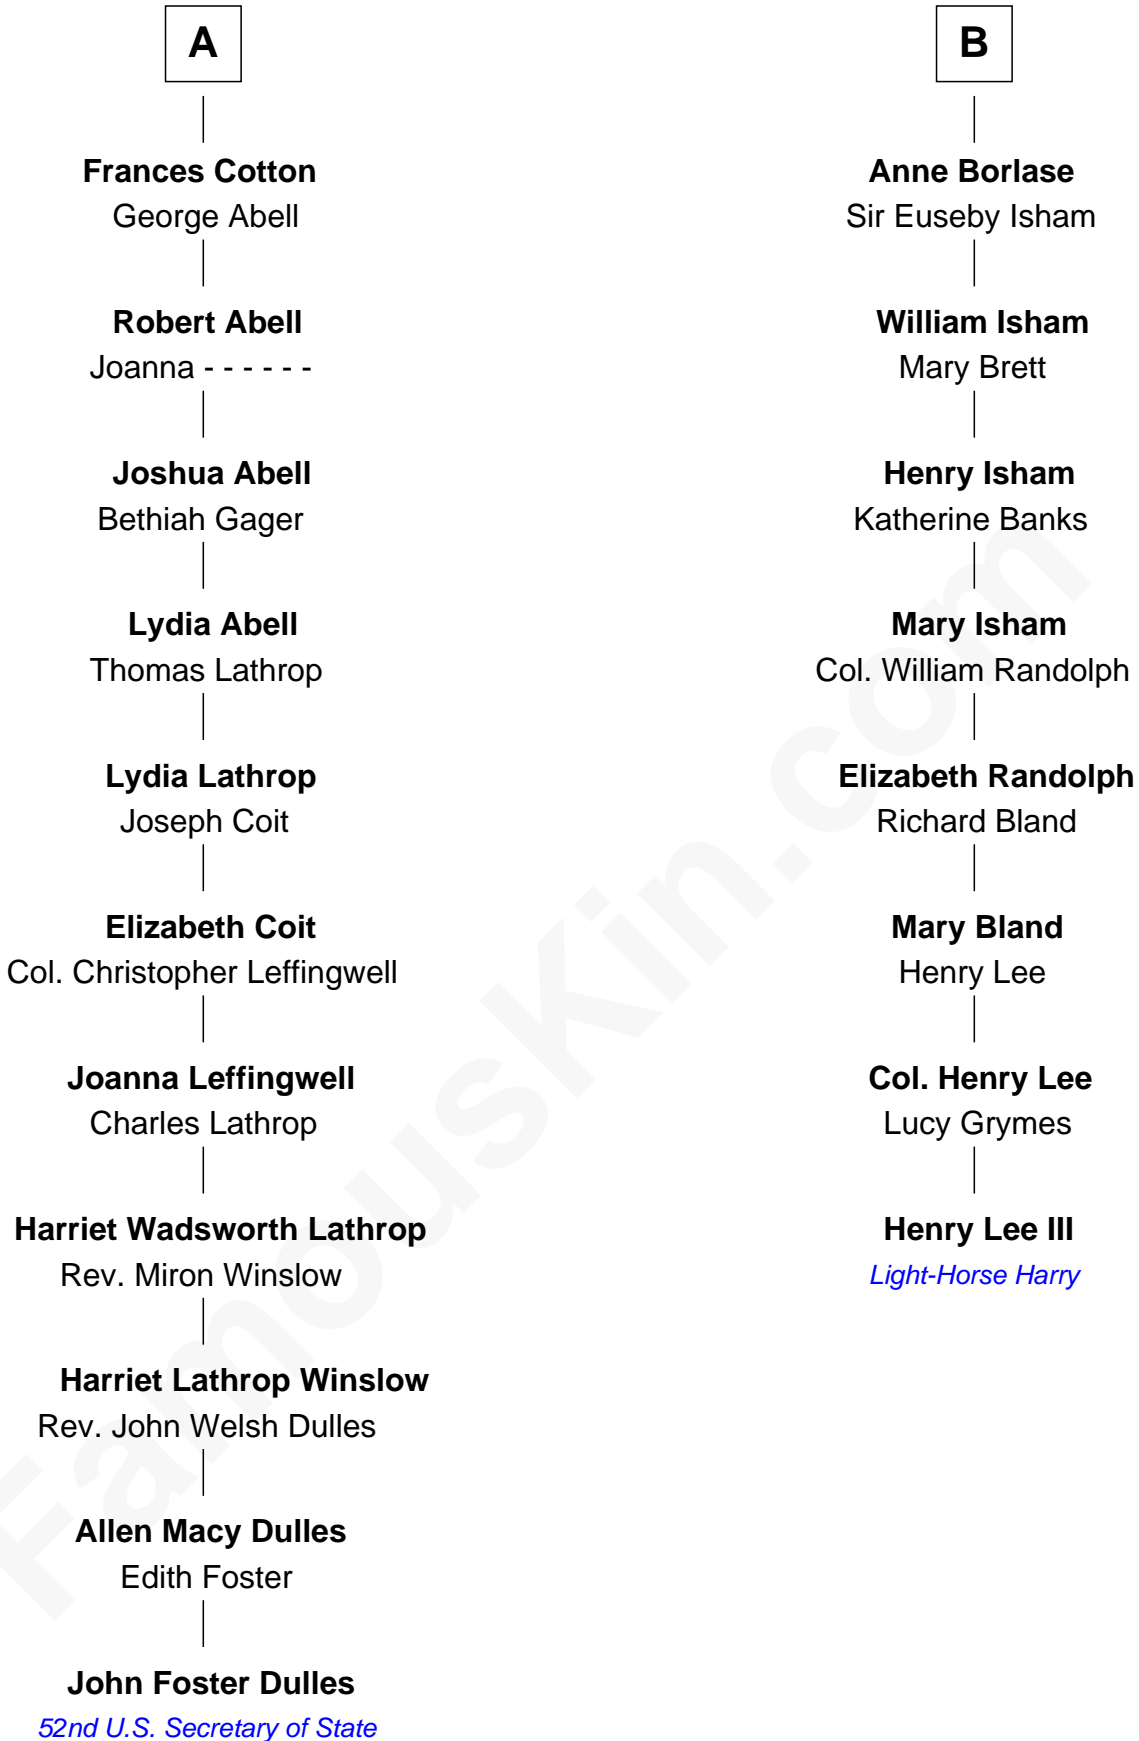 A
Frances Cotton
George Abell
Robert Abell
Joanna - - - - - -
Joshua Abell
Bethiah Gager
Lydia Abell
Thomas Lathrop
Lydia Lathrop
Joseph Coit
Elizabeth Coit
Col. Christopher Leffingwell
Joanna Leffingwell
Charles Lathrop
Harriet Wadsworth Lathrop
Rev. Miron Winslow
Harriet Lathrop Winslow
Rev. John Welsh Dulles
Allen Macy Dulles
Edith Foster
John Foster Dulles
52nd U.S. Secretary of State
B
Anne Borlase
Sir Euseby Isham
William Isham
Mary Brett
Henry Isham
Katherine Banks
Mary Isham
Col. William Randolph
Elizabeth Randolph
Richard Bland
Mary Bland
Henry Lee
Col. Henry Lee
Lucy Grymes
Henry Lee III
Light-Horse Harry
FamousKin.com